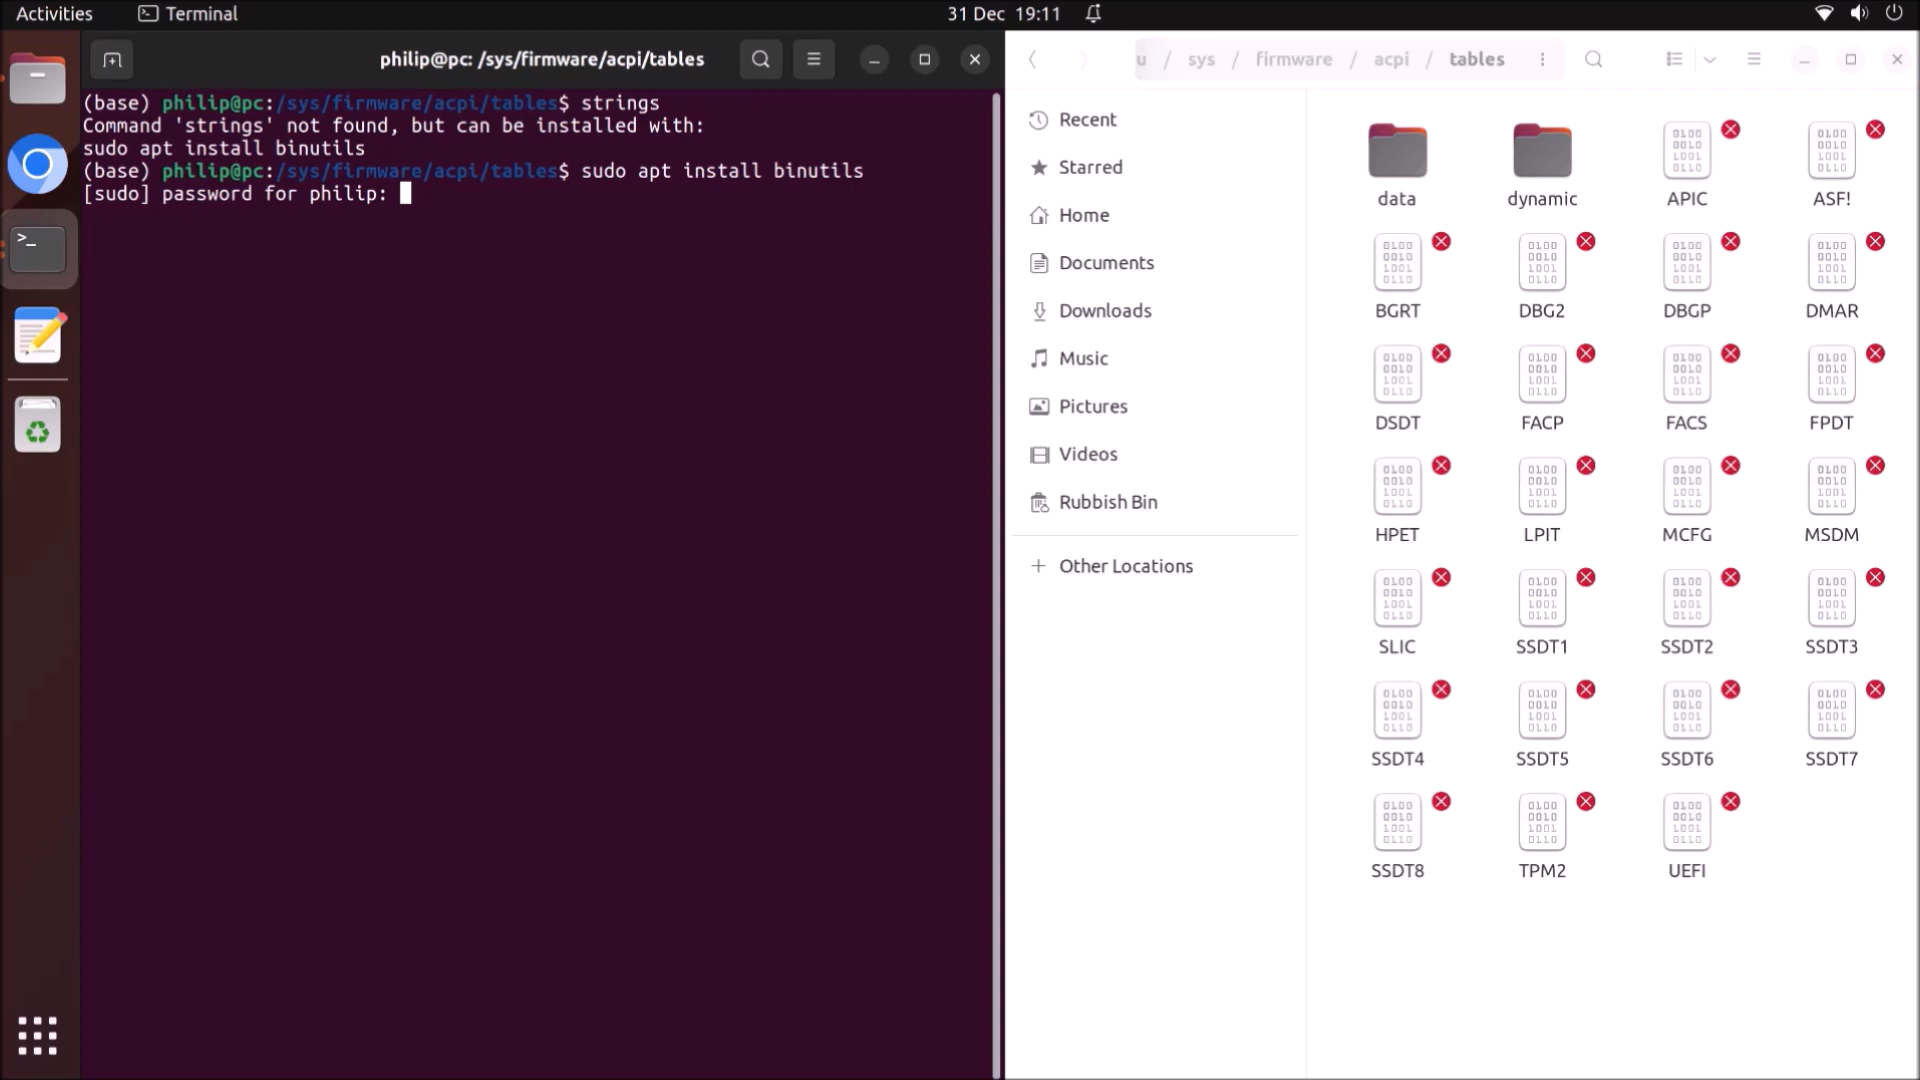 Activities
Terminal
31 Dec 19:11
philip@pc: /sys/firmware/acpi/tables
(base) philip@pc:/sys/firmware/acpi/tables$ strings
Command 'strings' not found, but can be installed with:
sudo apt install binutils
(base) philip@pc:/sys/firmware/acpi/tables$ sudo apt install binutils
[sudo] password for philip:
u / sys / firmware / acpi / tables
Recent
Starred
Home
Documents
Downloads
Music
Pictures
Videos
Rubbish Bin
Other Locations
data dynamic APIC ASF!
BGRT DBG2 DBGP DMAR
DSDT FACP FACS FPDT
HPET LPIT MCFG MSDM
SLIC SSDT1 SSDT2 SSDT3
SSDT4 SSDT5 SSDT6 SSDT7
SSDT8 TPM2 UEFI